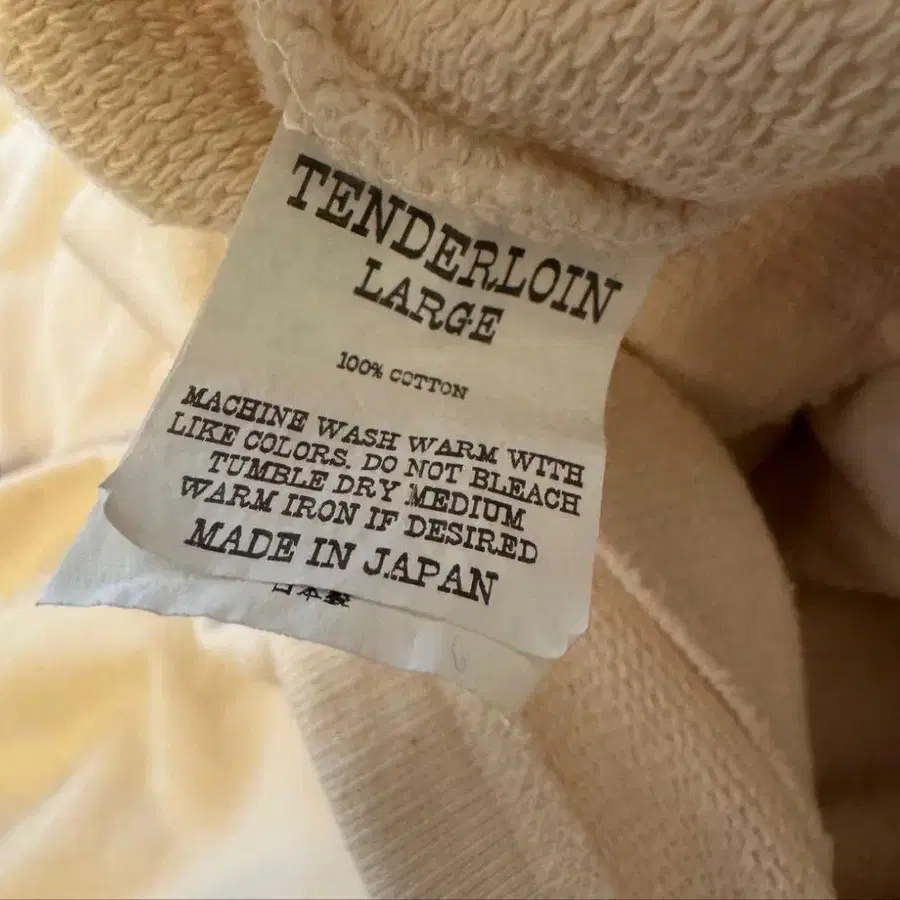 TENDERLOIN
LARGE
100% COTTON
MACHINE WASH WARM WITH
LIKE COLORS. DO NOT BLEACH
TUMBLE DRY MEDIUM
WARM IRON IF DESIRED
MADE IN JAPAN
日本製